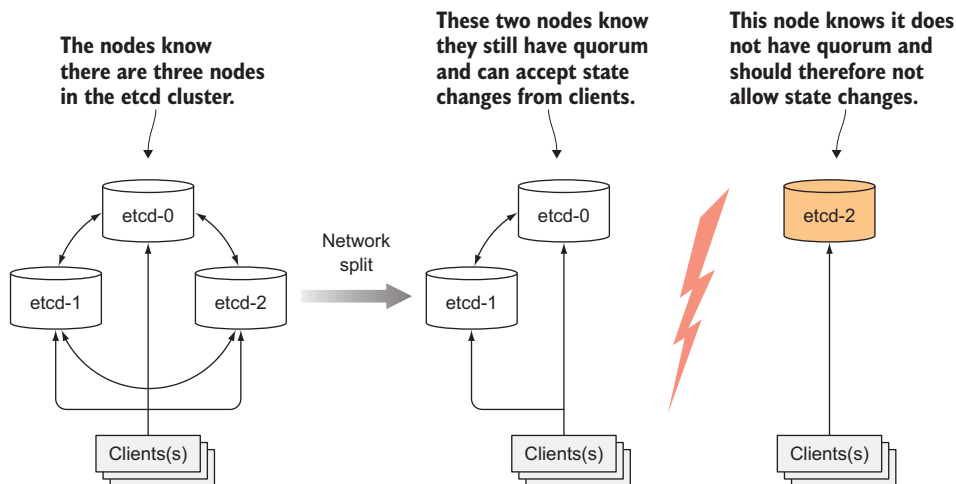 The nodes know
there are three nodes
in the etcd cluster.
These two nodes know
they still have quorum
and can accept state
changes from clients.
This node knows it does
not have quorum and
should therefore not
allow state changes.
etcd-0
etcd-1
etcd-2
Clients(s)
Network
split
etcd-0
etcd-1
Clients(s)
etcd-2
Clients(s)